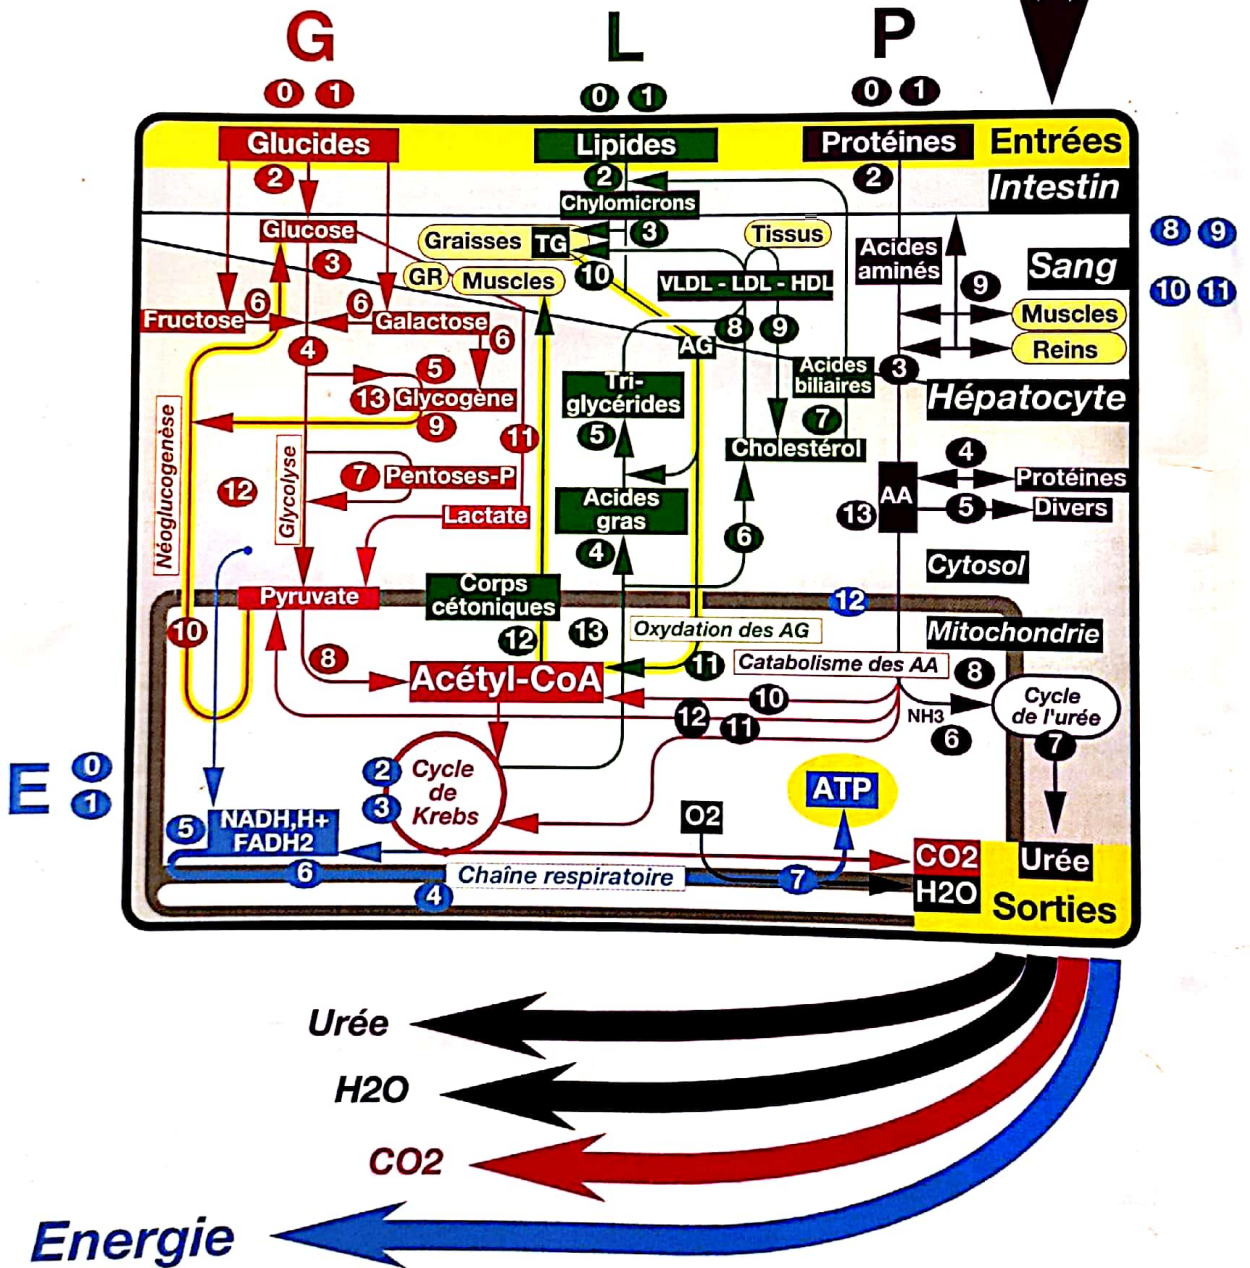 G L P
0 1 0 1 0 1
Glucides Lipides Protéines Entrées
2 2 2 Intestin
Chylomicrons
Glucose Graisses TG 3 Tissus Acides aminés Sang 8 9
3 GR Muscles 10 VLDL - LDL - HDL 9 10 11
Fructose 6 6 Galactose 8 9 Muscles
4 6 AG Reins
5 Tri-glycérides Acides biliaires 3
13 Glycogène Hépatocyte
9 11 5 7
Cholestérol
Néoglucogenèse Glycolyse 7 Pentoses-P 4
12 AA Protéines
Lactate Acides gras 13 5 Divers
4 6 Cytosol
Pyruvate Corps cétoniques 12
10 12 13 Oxydation des AG Mitochondrie
8 11 Catabolisme des AA 8
Acétyl-CoA 10 Cycle de l'urée
12 11 NH3 6 7
E 0 1
2 3 Cycle de Krebs ATP
5 NADH,H+ O2
FADH2 CO2 Urée
6 Chaîne respiratoire 7 H2O
4 Sorties
Urée
H2O
CO2
Energie